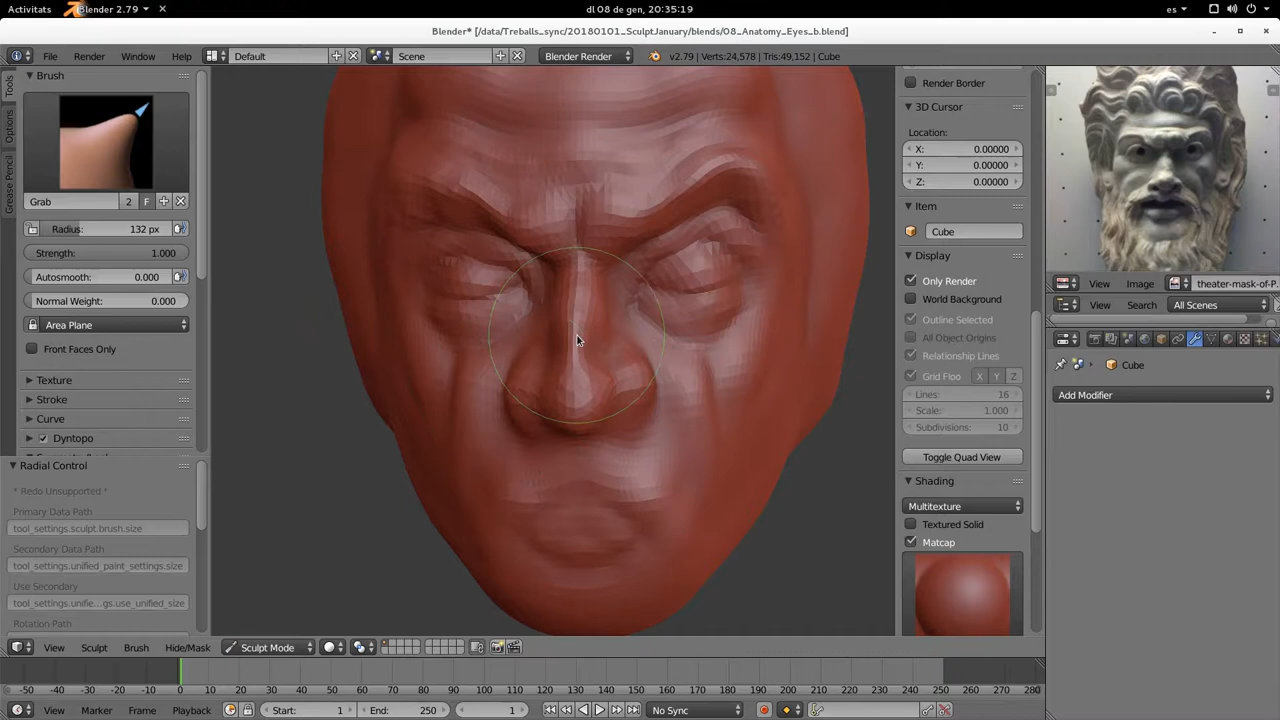 Activitats
Blender 2.79
dl 08 de gen, 20:35:19
es
Blender* [/data/Treballs_sync/20180101_SculptJanuary/blends/08_Anatomy_Eyes_b.blend]
File
Render
Window
Help
Default
Scene
Blender Render
v2.79 | Verts:24,578 | Tris:49,152 | Cube
Tools
Options
Grease Pencil
Brush
Grab
2
F
Radius: 132 px
Strength: 1.000
Autosmooth: 0.000
Normal Weight: 0.000
Area Plane
Front Faces Only
Texture
Stroke
Curve
Dyntopo
Radial Control
* Redo Unsupported *
Primary Data Path
tool_settings.sculpt.brush.size
Secondary Data Path
tool_settings.unified_paint_settings.size
Use Secondary
tool_settings.unifie...gs.use_unified_size
Rotation Path
Render Border
3D Cursor
Location:
X: 0.00000
Y: 0.00000
Z: 0.00000
Item
Cube
Display
Only Render
World Background
Outline Selected
All Object Origins
Relationship Lines
Grid Floo
X
Y
Z
Lines: 16
Scale: 1.000
Subdivisions: 10
Toggle Quad View
Shading
Multitexture
Textured Solid
Matcap
View
Image
theater-mask-of-P.
View
Search
All Scenes
Cube
Add Modifier
View
Sculpt
Brush
Hide/Mask
Sculpt Mode
-50 -40 -30 -20 -10 0 10 20 30 40 50 60 70 80 90 100 110 120 130 140 150 160 170 180 190 200 210 220 230 240 250 260 270 280
View
Marker
Frame
Playback
Start: 1
End: 250
1
No Sync